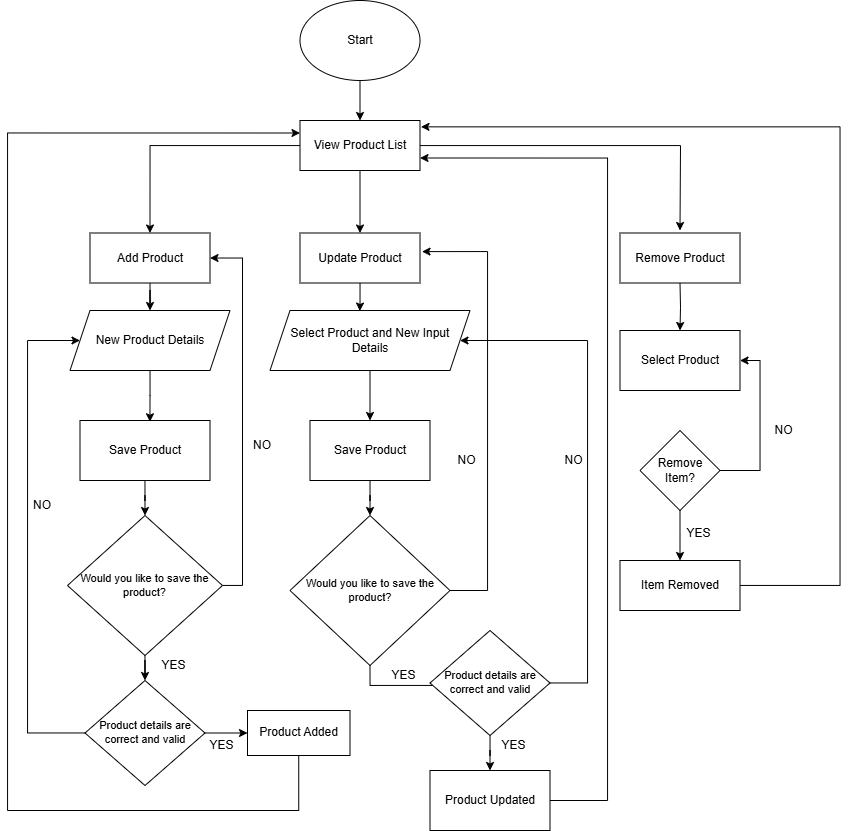 Start
View Product List
Add Product
Update Product
Remove Product
New Product Details
Select Product and New Input
Details
Select Product
Save Product
Save Product
NO
NO
NO
NO
Remove
Item?
NO
YES
Would you like to save the
product?
Would you like to save the
product?
Item Removed
YES
YES
Product details are
correct and valid
Product details are
correct and valid
YES
Product Added
YES
Product Updated